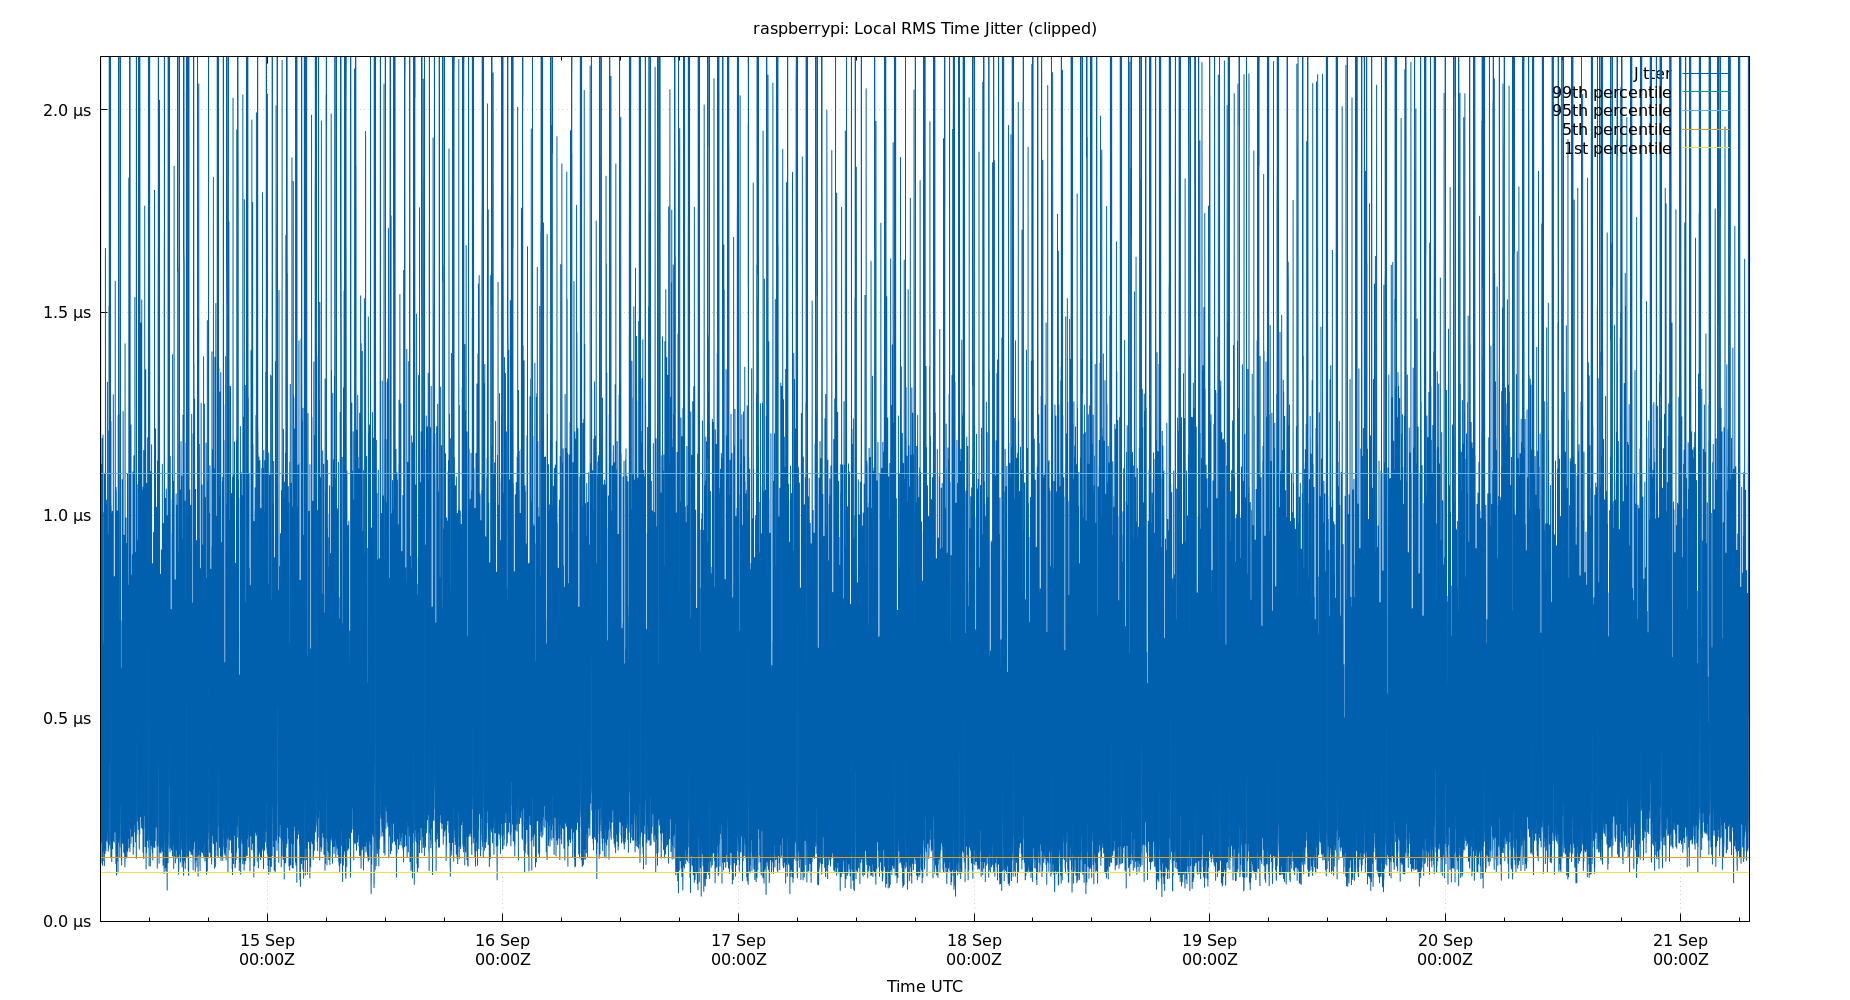 raspberrypi: Local RMS Time Jitter (clipped)
Jitter
99th percentile
95th percentile
5th percentile
1st percentile
2.0 µs
1.5 µs
1.0 µs
0.5 µs
0.0 µs
15 Sep 16 Sep 17 Sep 18 Sep 19 Sep 20 Sep 21 Sep
00:00Z 00:00Z 00:00Z 00:00Z 00:00Z 00:00Z 00:00Z
Time UTC